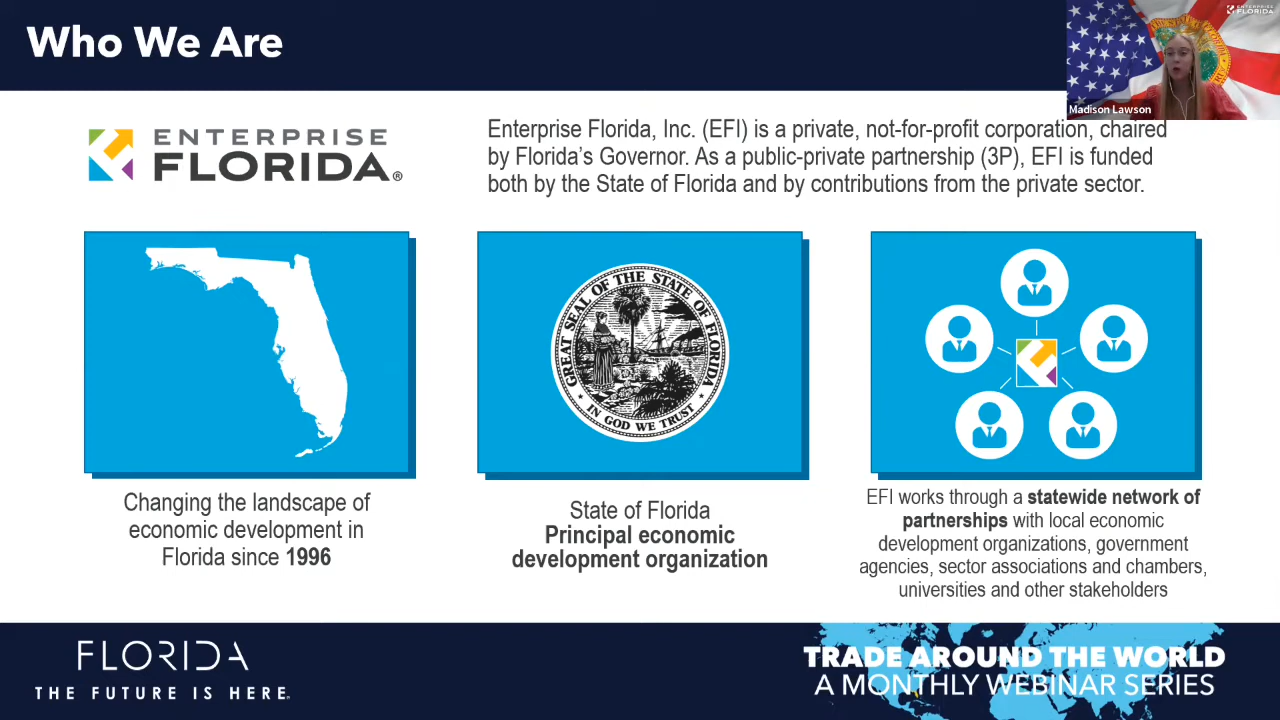 Who We Are
ENTERPRISE
FLORIDA
Madison Lawson
ENTERPRISE
FLORIDA®
Enterprise Florida, Inc. (EFI) is a private, not-for-profit corporation, chaired
by Florida’s Governor. As a public-private partnership (3P), EFI is funded
both by the State of Florida and by contributions from the private sector.
GREAT SEAL OF THE STATE OF FLORIDA
IN GOD WE TRUST
Changing the landscape of
economic development in
Florida since 1996
State of Florida
Principal economic
development organization
EFI works through a statewide network of
partnerships with local economic
development organizations, government
agencies, sector associations and chambers,
universities and other stakeholders
FLORIDA
THE FUTURE IS HERE.
TRADE AROUND THE WORLD
A MONTHLY WEBINAR SERIES